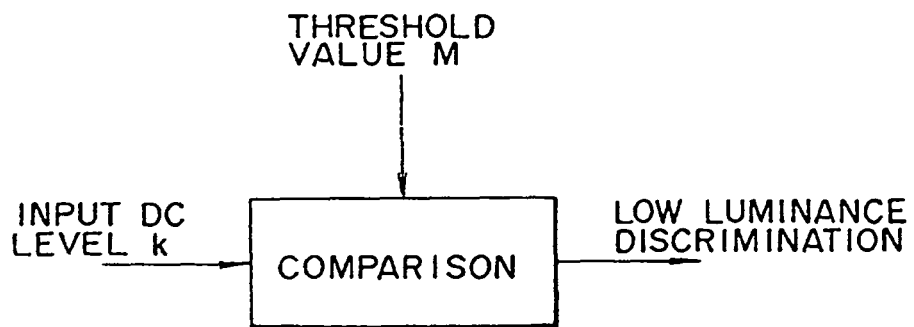 THRESHOLD
VALUE M
INPUT DC
LEVEL k
COMPARISON
LOW LUMINANCE
DISCRIMINATION